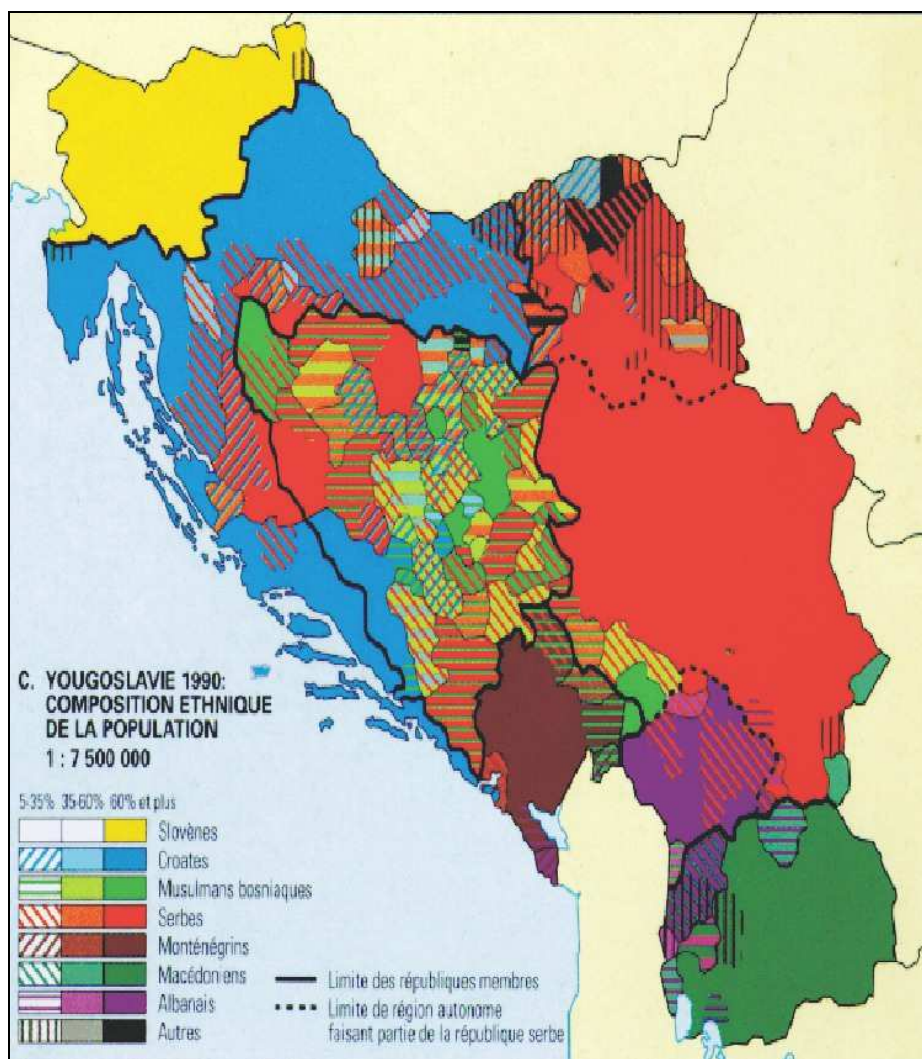 C. YOUGOSLAVIE 1990:
COMPOSITION ETHNIQUE
DE LA POPULATION
1 : 7 500 000
5-35% 35-60% 60% et plus
Slovènes
Croates
Musulmans bosniaques
Serbes
Monténégrins
Macédoniens
Albanais
Autres
Limite des républiques membres
Limite de région autonome
faisant partie de la république serbe